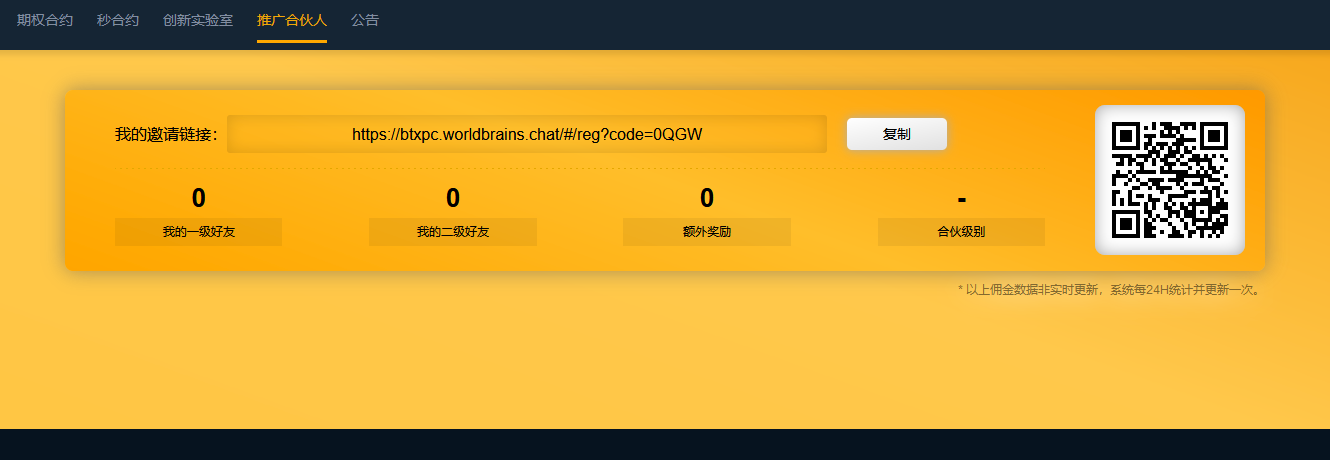 期权合约 秒合约 创新实验室 推广合伙人 公告
我的邀请链接： https://btxpc.worldbrains.chat/#/reg?code=0QGW 复制
0 0 0 -
我的一级好友 我的二级好友 额外奖励 合伙级别
* 以上佣金数据非实时更新，系统每24H统计并更新一次。